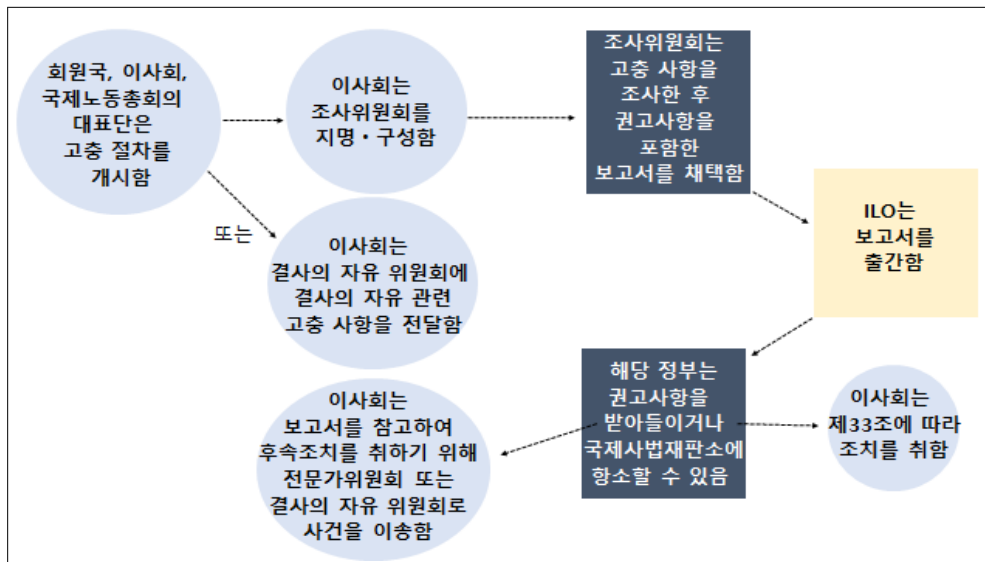 회원국, 이사회,
국제노동총회의
대표단은
고충 절차를
개시함
이사회는
조사위원회를
지명・구성함
조사위원회는
고충 사항을
조사한 후
권고사항을
포함한
보고서를 채택함
또는
이사회는
결사의 자유 위원회에
결사의 자유 관련
고충 사항을 전달함
ILO는
보고서를
출간함
해당 정부는
권고사항을
받아들이거나
국제사법재판소에
항소할 수 있음
이사회는
제33조에 따라
조치를 취함
이사회는
보고서를 참고하여
후속조치를 취하기 위해
전문가위원회 또는
결사의 자유 위원회로
사건을 이송함